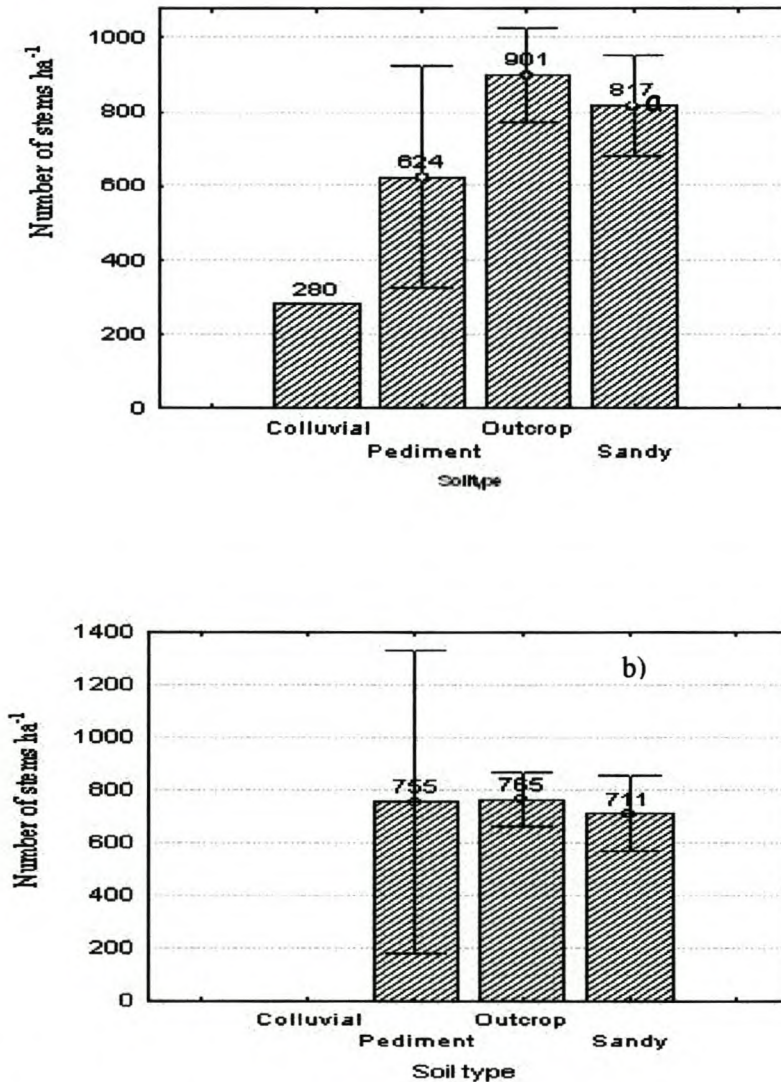 Number of stems ha-1
1000
800
600
400
200
0
280
624
901
817
a
Colluvial
Pediment
Outcrop
Sandy
Soiltype
Number of stems ha-1
1400
1200
1000
800
600
400
200
0
b)
755
765
711
Colluvial
Pediment
Outcrop
Sandy
Soil type